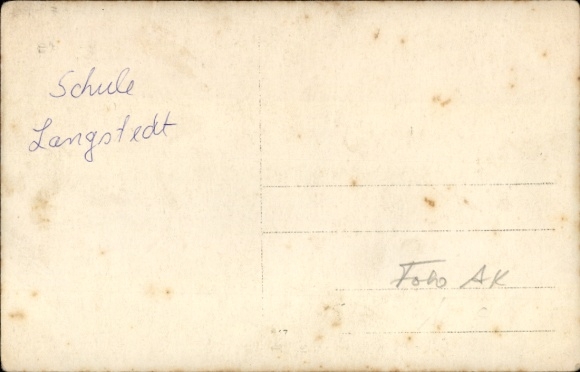 Schule
Langstedt
Foto AK